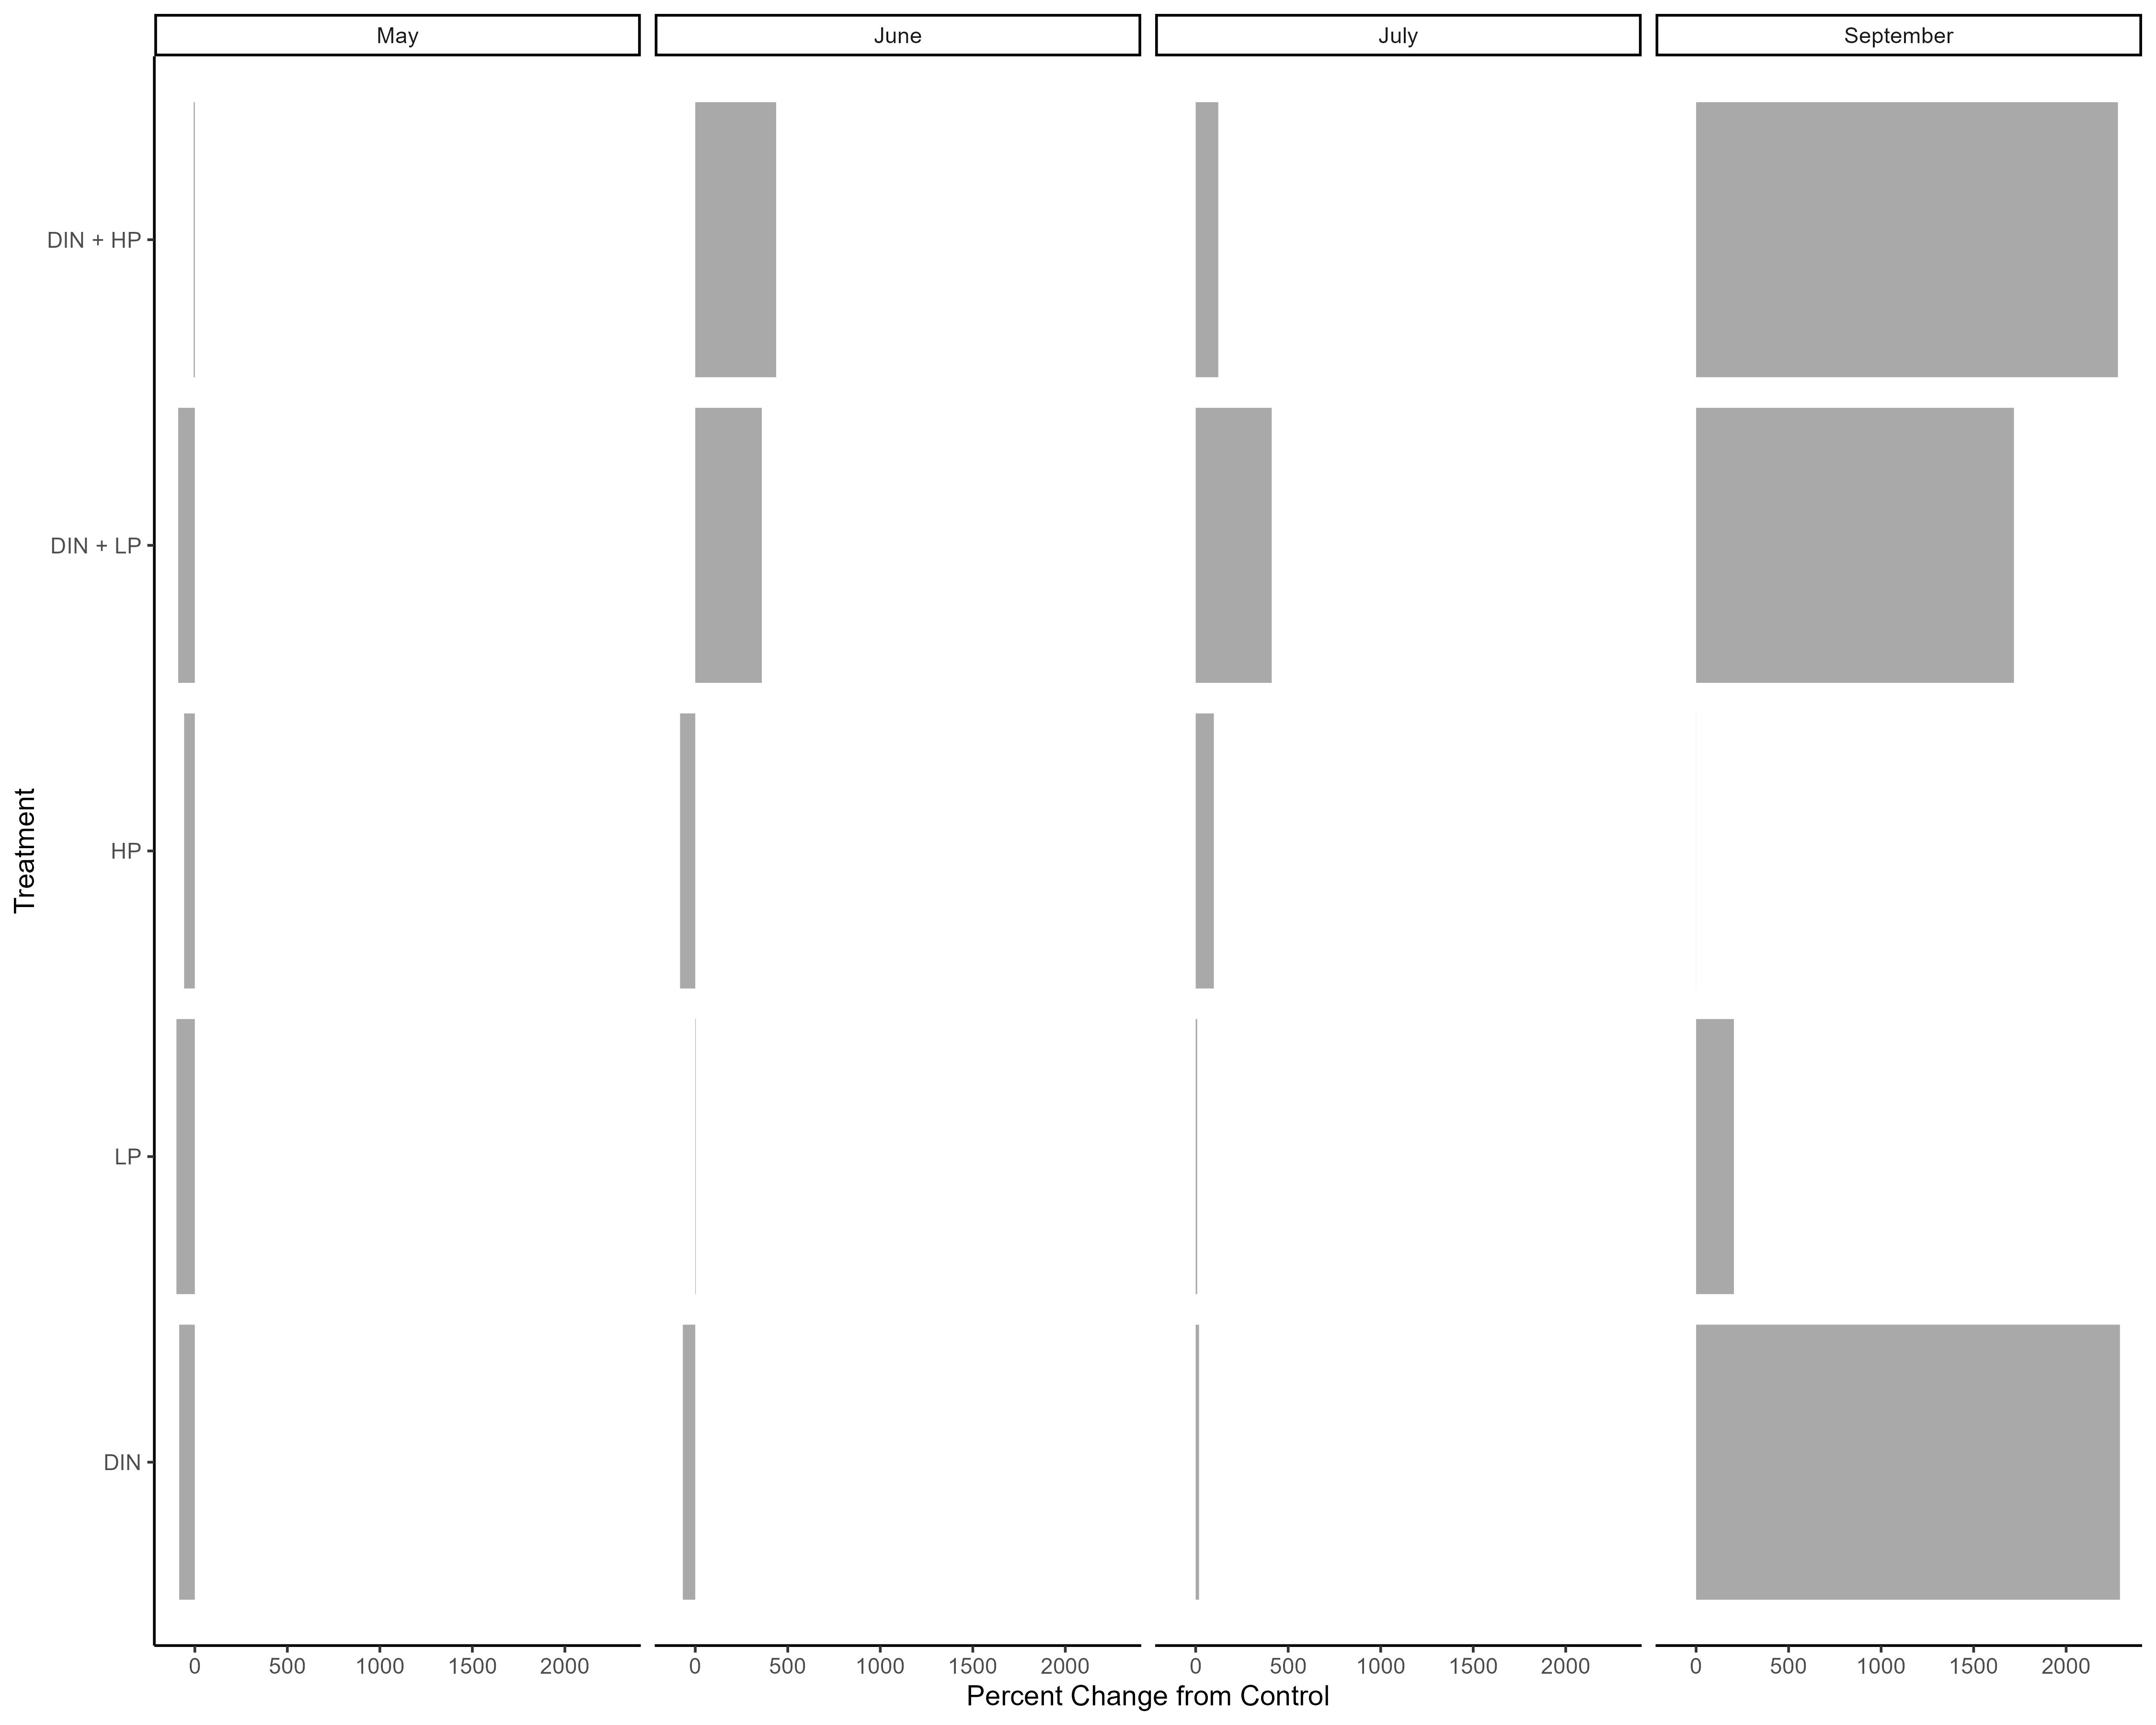 May June July September
DIN + HP
DIN + LP
HP
LP
DIN
Treatment
0 500 1000 1500 2000 0 500 1000 1500 2000 0 500 1000 1500 2000 0 500 1000 1500 2000
Percent Change from Control